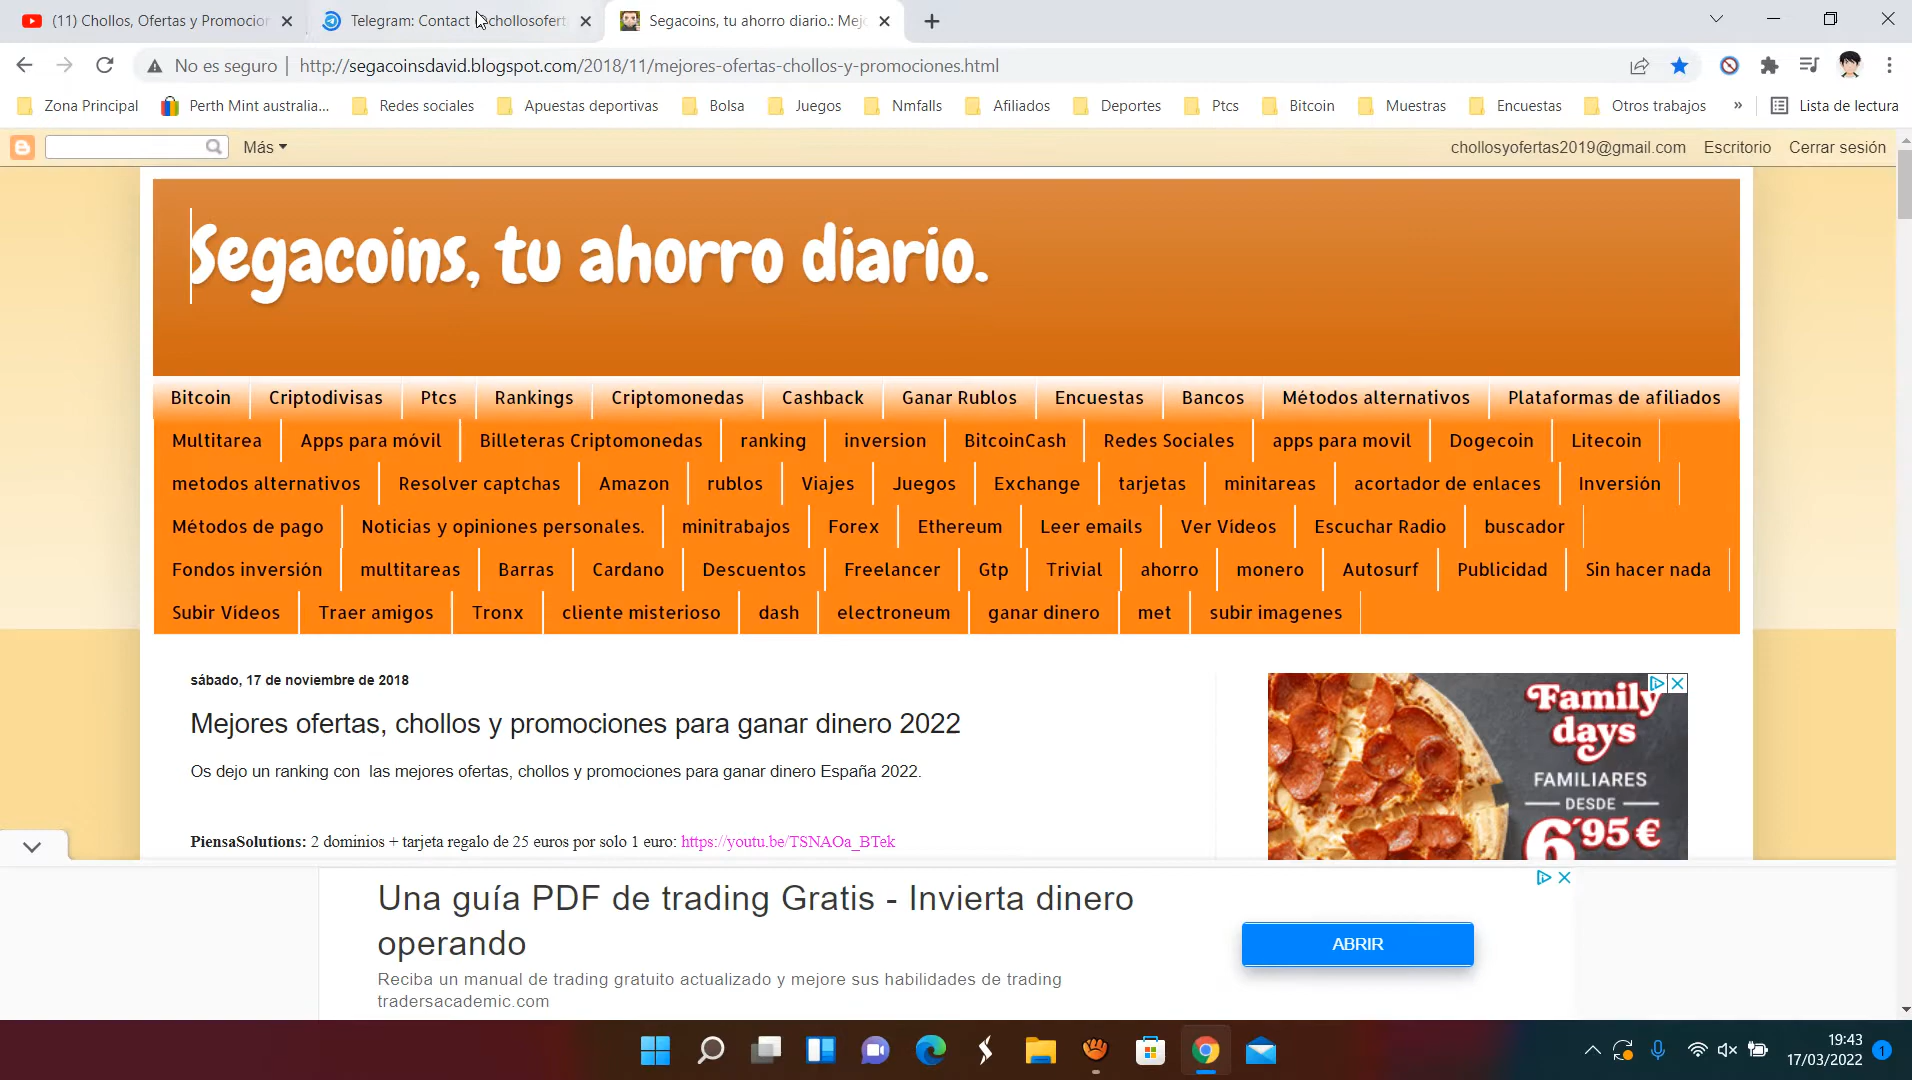 (11) Chollos, Ofertas y Promocion
Telegram: Contact chollosofert
Segacoins, tu ahorro diario.: Mej
No es seguro
http://segacoinsdavid.blogspot.com/2018/11/mejores-ofertas-chollos-y-promociones.html
Zona Principal
Perth Mint australia...
Redes sociales
Apuestas deportivas
Bolsa
Juegos
Nmfalls
Afiliados
Deportes
Ptcs
Bitcoin
Muestras
Encuestas
Otros trabajos
»
Lista de lectura
Más
chollosyofertas2019@gmail.com
Escritorio
Cerrar sesión
Segacoins, tu ahorro diario.
Bitcoin Criptodivisas Ptcs Rankings Criptomonedas Cashback Ganar Rublos Encuestas Bancos Métodos alternativos Plataformas de afiliados
Multitarea Apps para móvil Billeteras Criptomonedas ranking inversion BitcoinCash Redes Sociales apps para movil Dogecoin Litecoin
metodos alternativos Resolver captchas Amazon rublos Viajes Juegos Exchange tarjetas minitareas acortador de enlaces Inversión
Métodos de pago Noticias y opiniones personales. minitrabajos Forex Ethereum Leer emails Ver Vídeos Escuchar Radio buscador
Fondos inversión multitareas Barras Cardano Descuentos Freelancer Gtp Trivial ahorro monero Autosurf Publicidad Sin hacer nada
Subir Vídeos Traer amigos Tronx cliente misterioso dash electroneum ganar dinero met subir imagenes
sábado, 17 de noviembre de 2018
Mejores ofertas, chollos y promociones para ganar dinero 2022
Os dejo un ranking con las mejores ofertas, chollos y promociones para ganar dinero España 2022.
PiensaSolutions: 2 dominios + tarjeta regalo de 25 euros por solo 1 euro: https://youtu.be/TSNAOa_BTek
Family
days
FAMILIARES
DESDE
6'95€
Una guía PDF de trading Gratis - Invierta dinero
operando
Reciba un manual de trading gratuito actualizado y mejore sus habilidades de trading
tradersacademic.com
ABRIR
19:43
17/03/2022
1